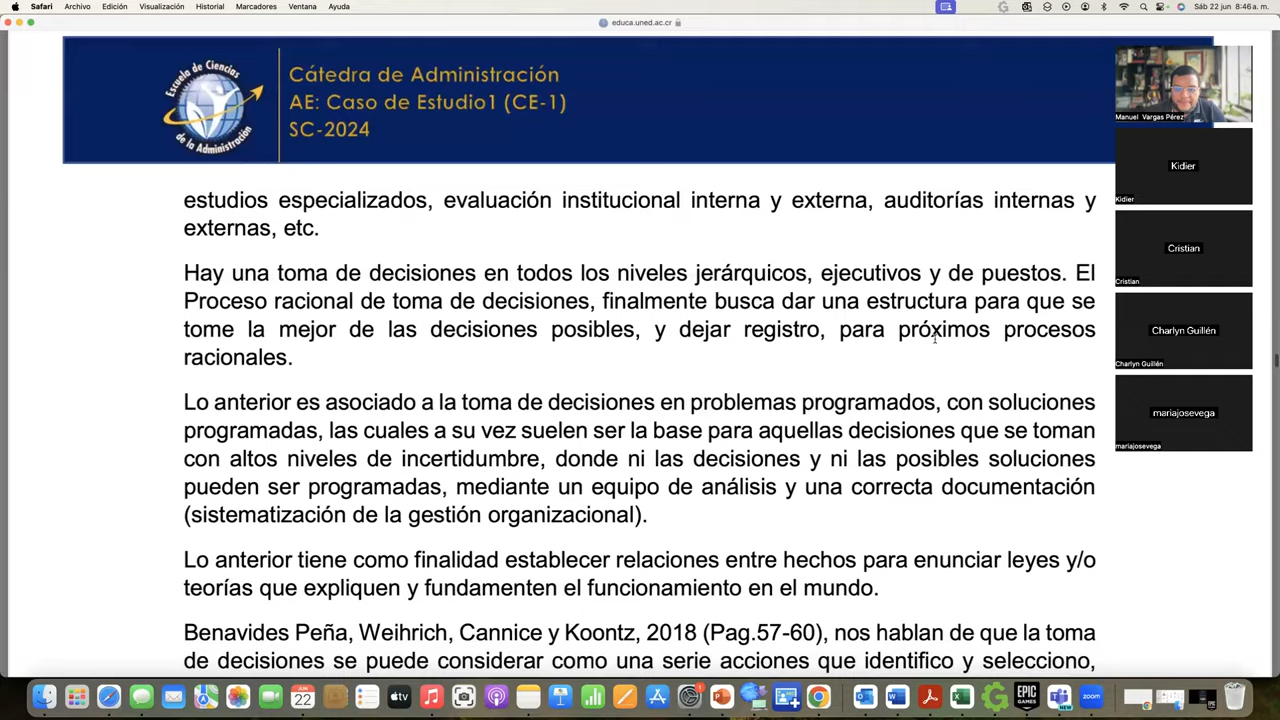 Safari Archivo Edición Visualización Historial Marcadores Ventana Ayuda Sáb 22 jun 8:46 a. m.
educa.uned.ac.cr
Escuela de Ciencias
de la Administración
Cátedra de Administración
AE: Caso de Estudio1 (CE-1)
SC-2024
estudios especializados, evaluación institucional interna y externa, auditorías internas y
externas, etc.
Hay una toma de decisiones en todos los niveles jerárquicos, ejecutivos y de puestos. El
Proceso racional de toma de decisiones, finalmente busca dar una estructura para que se
tome la mejor de las decisiones posibles, y dejar registro, para próximos procesos
racionales.
Lo anterior es asociado a la toma de decisiones en problemas programados, con soluciones
programadas, las cuales a su vez suelen ser la base para aquellas decisiones que se toman
con altos niveles de incertidumbre, donde ni las decisiones y ni las posibles soluciones
pueden ser programadas, mediante un equipo de análisis y una correcta documentación
(sistematización de la gestión organizacional).
Lo anterior tiene como finalidad establecer relaciones entre hechos para enunciar leyes y/o
teorías que expliquen y fundamenten el funcionamiento en el mundo.
Benavides Peña, Weihrich, Cannice y Koontz, 2018 (Pag.57-60), nos hablan de que la toma
de decisiones se puede considerar como una serie acciones que identifico y selecciono,
Manuel Vargas Pérez
Kidier
Kidier
Cristian
Cristian
Charlyn Guillén
Charlyn Guillén
mariajosevega
mariajosevega
JUN
22
tv
EPIC
GAMES
NEW
zoom